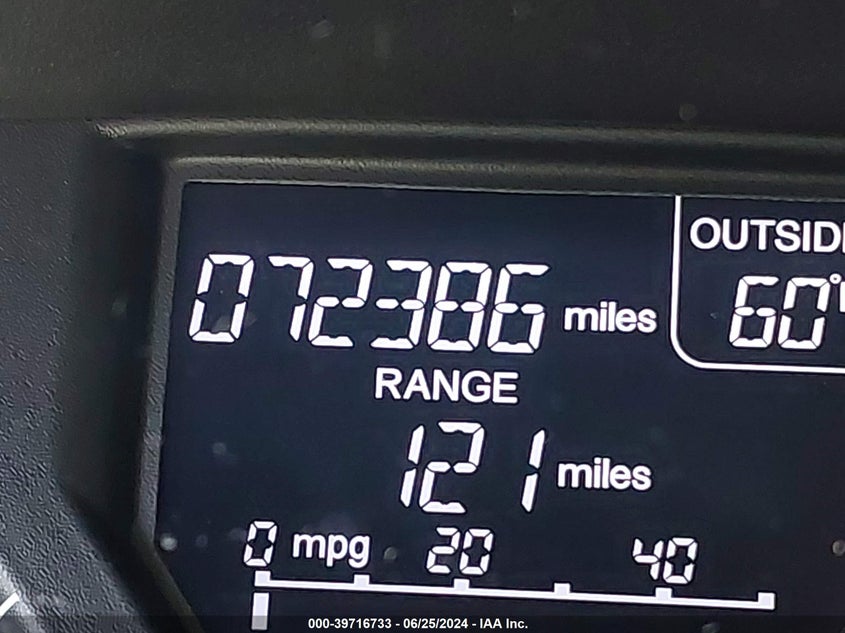 OUTSID
072386 miles
60°
RANGE
121 miles
0 mpg 20 40
000-39716733 - 06/25/2024 - IAA Inc.